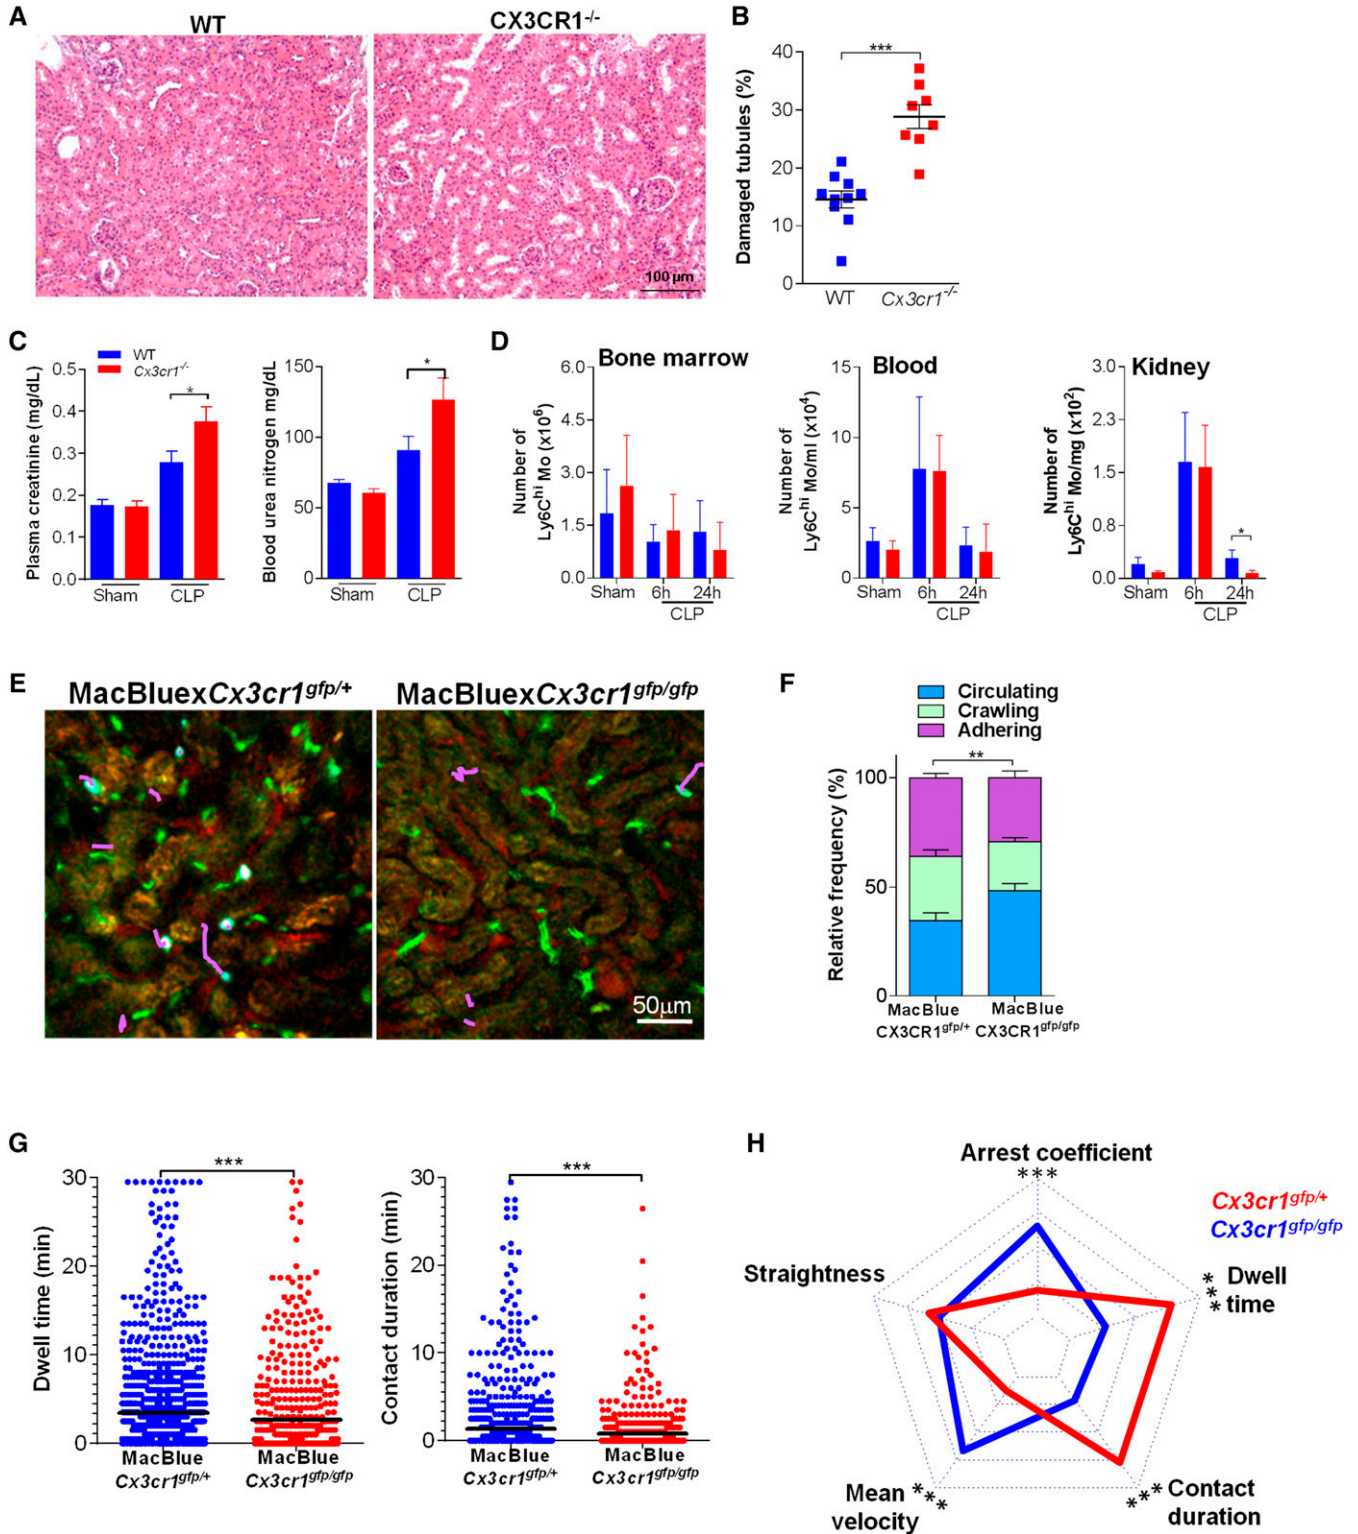 A
WT
CX3CR1-/-
100 µm
B
Damaged tubules (%)
40
30
20
10
0
***
WT
Cx3cr1-/-
C
WT
Cx3cr1-/-
Plasma creatinine (mg/dL)
0.5
0.4
0.3
0.2
0.1
0.0
*
Sham
CLP
Blood urea nitrogen mg/dL
150
100
50
0
*
Sham
CLP
D
Bone marrow
Number of
Ly6Chi Mo (x10⁶)
6.0
4.5
3.0
1.5
0.0
Sham
6h
24h
CLP
Blood
Number of
Ly6Chi Mo/ml (x10⁴)
15
10
5
0
Sham
6h
24h
CLP
Kidney
Number of
Ly6Chi Mo/mg (x10²)
3.0
2.3
1.5
0.8
0.0
*
Sham
6h
24h
CLP
E
MacBluexCx3cr1gfp/+
MacBluexCx3cr1gfp/gfp
50µm
F
Circulating
Crawling
Adhering
Relative frequency (%)
100
50
0
**
MacBlue
CX3CR1gfp/+
MacBlue
CX3CR1gfp/gfp
G
Dwell time (min)
30
20
10
0
***
MacBlue
Cx3cr1gfp/+
MacBlue
Cx3cr1gfp/gfp
Contact duration (min)
30
20
10
0
***
MacBlue
Cx3cr1gfp/+
MacBlue
Cx3cr1gfp/gfp
H
Arrest coefficient
***
Cx3cr1gfp/+
Cx3cr1gfp/gfp
Straightness
*** Dwell
time
Mean
velocity
***
*** Contact
duration